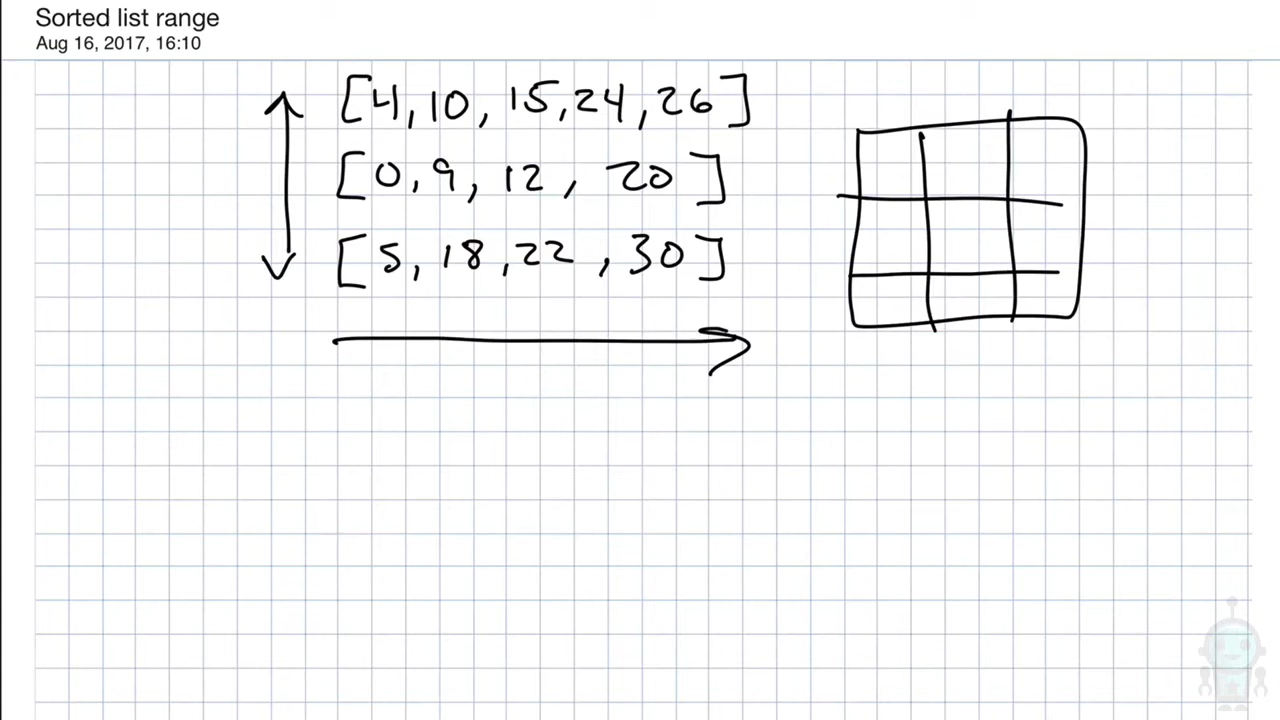 Sorted list range
Aug 16, 2017, 16:10
[4, 10, 15, 24, 26]
[0, 9, 12, 20]
[5, 18, 22, 30]